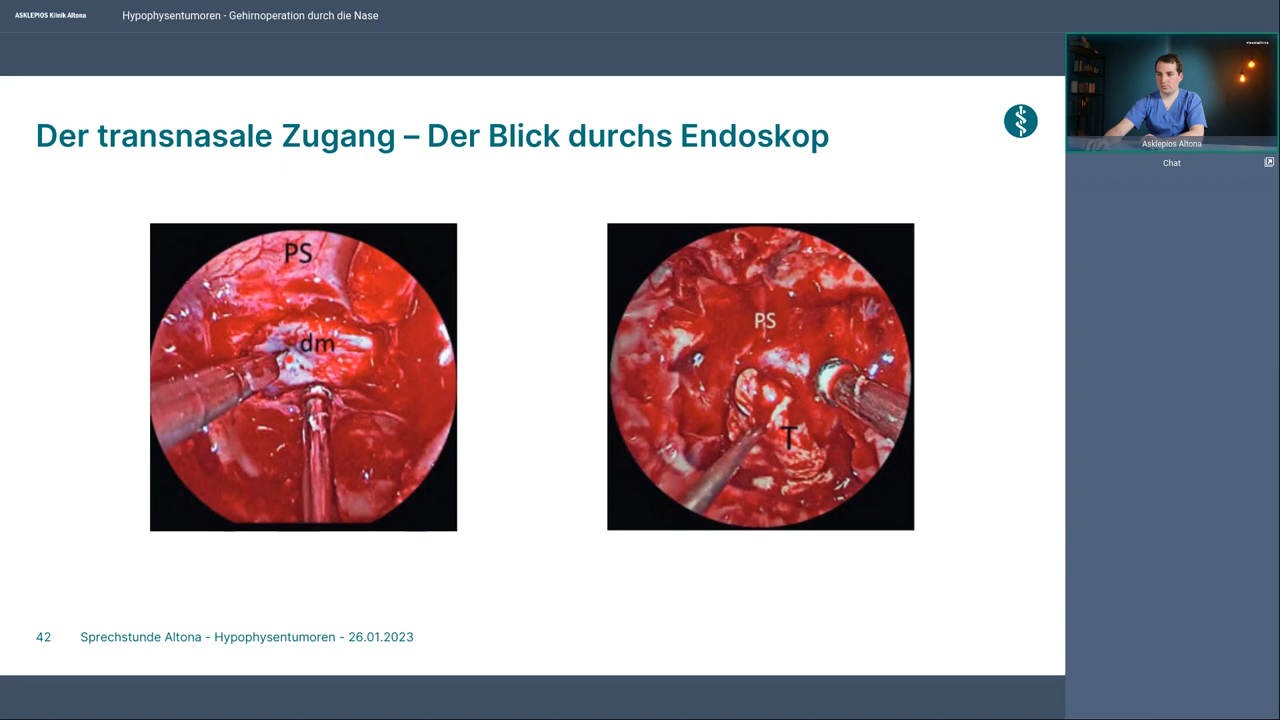 ASKLEPIOS Klinik Altona
Hypophysentumoren - Gehirnoperation durch die Nase
Der transnasale Zugang – Der Blick durchs Endoskop
PS
dm
PS
T
42
Sprechstunde Altona - Hypophysentumoren - 26.01.2023
Asklepios Altona
Chat